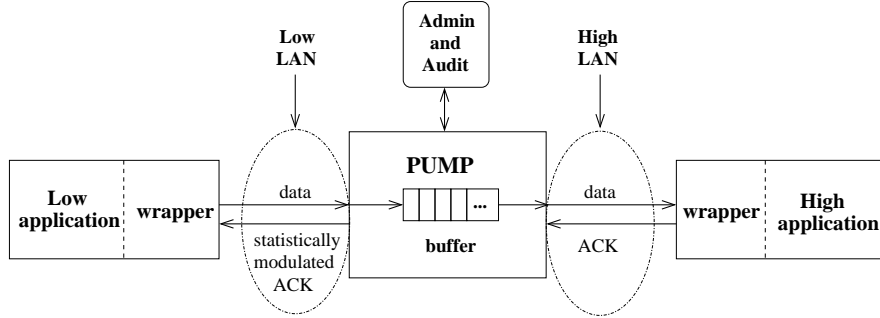 Low
LAN
Admin
and
Audit
High
LAN
PUMP
Low
application
wrapper
data
statistically
modulated
ACK
...
buffer
data
ACK
wrapper
High
application